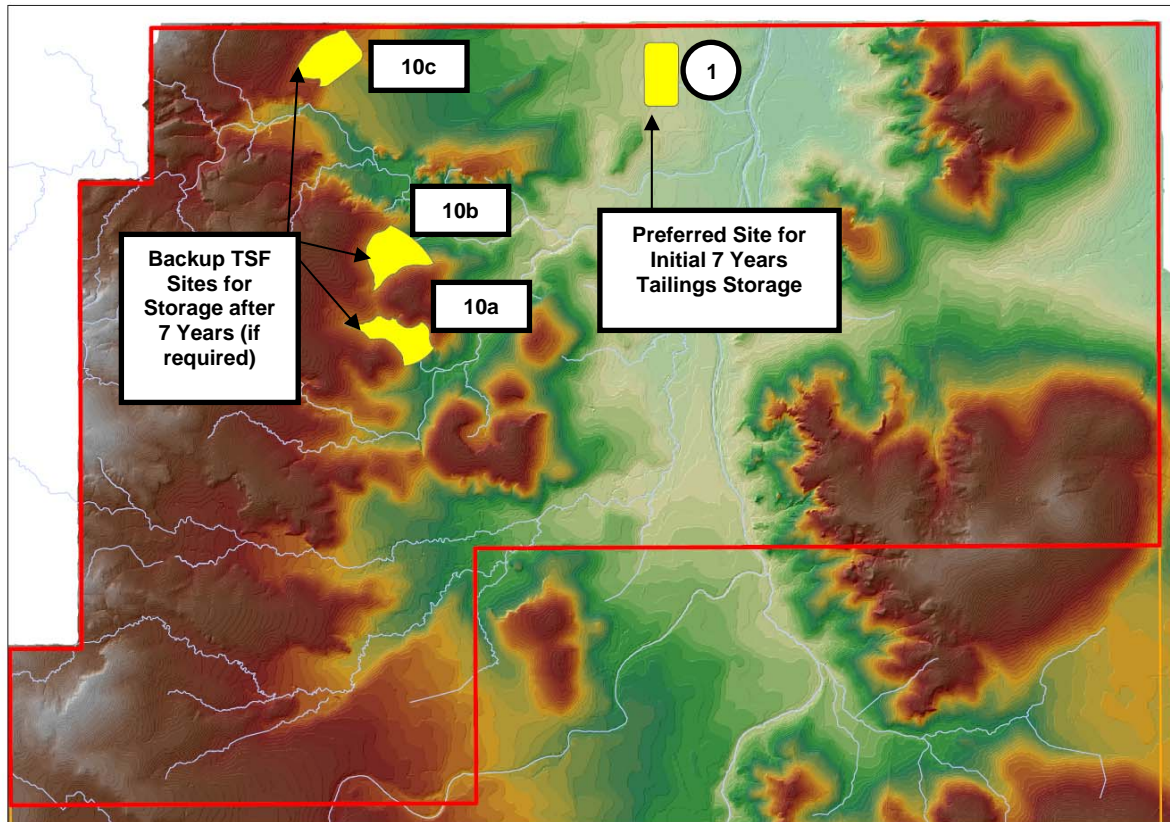 10c
1
10b
Preferred Site for
Initial 7 Years
Tailings Storage
Backup TSF
Sites for
Storage after
7 Years (if
required)
10a